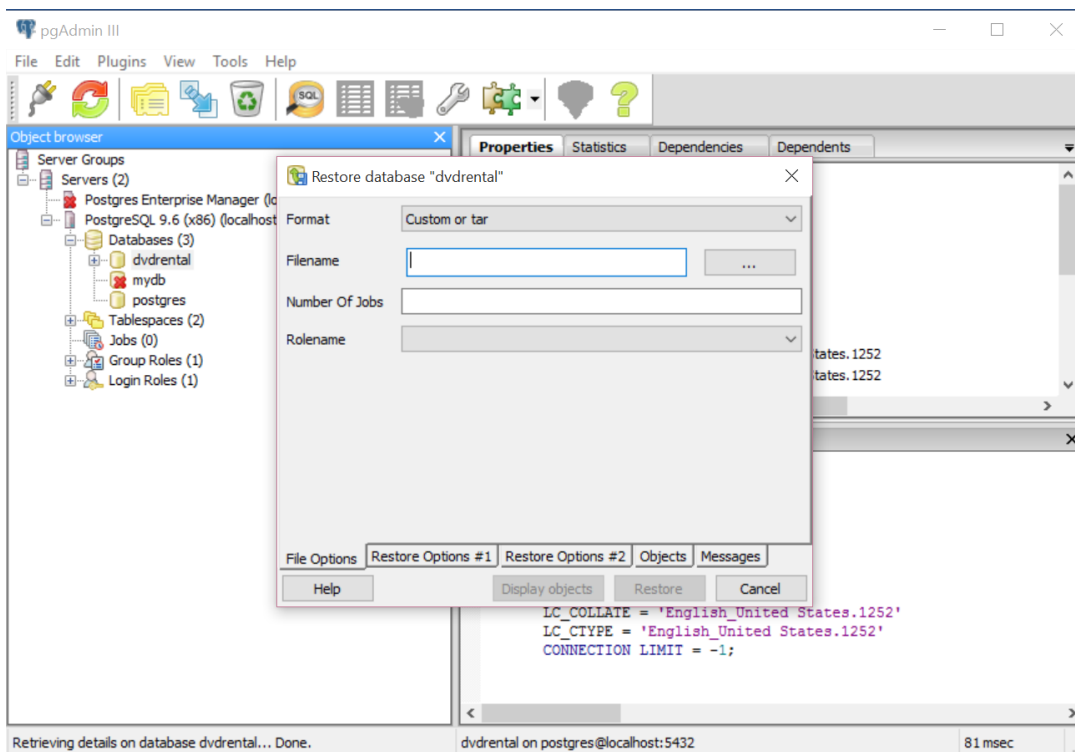 pgAdmin III
File Edit Plugins View Tools Help
SQL
Object browser
Server Groups
Servers (2)
Postgres Enterprise Manager (lo
PostgreSQL 9.6 (x86) (localhost
Databases (3)
dvdrental
mydb
postgres
Tablespaces (2)
Jobs (0)
Group Roles (1)
Login Roles (1)
Properties Statistics Dependencies Dependents
Restore database "dvdrental"
Format Custom or tar
Filename ...
Number Of Jobs
Rolename
File Options Restore Options #1 Restore Options #2 Objects Messages
Help Display objects Restore Cancel
tates.1252
tates.1252
LC_COLLATE = 'English_United States.1252'
LC_CTYPE = 'English_United States.1252'
CONNECTION LIMIT = -1;
Retrieving details on database dvdrental... Done. dvdrental on postgres@localhost:5432 81 msec